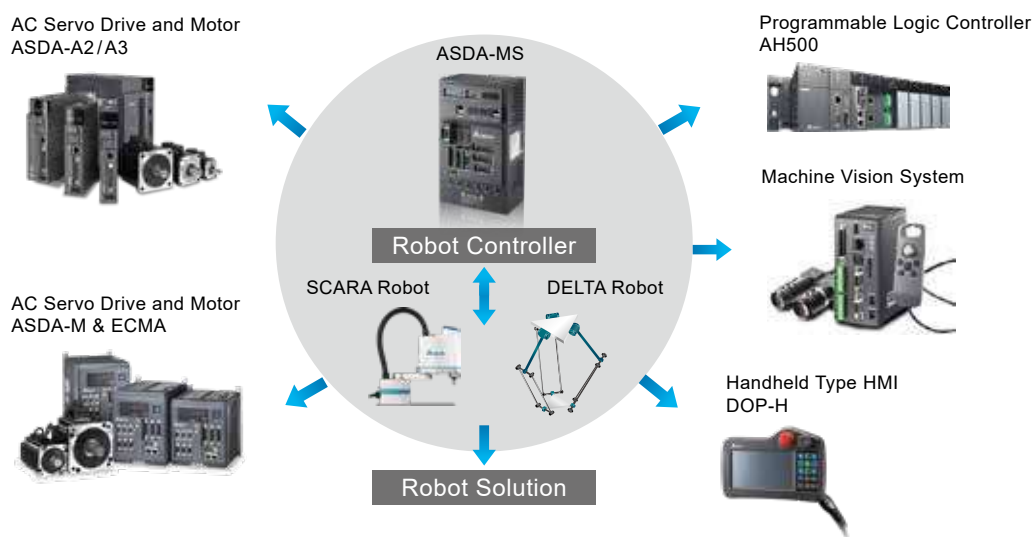 AC Servo Drive and Motor
ASDA-A2/A3
ASDA-MS
Programmable Logic Controller
AH500
Machine Vision System
Robot Controller
SCARA Robot
DELTA Robot
AC Servo Drive and Motor
ASDA-M & ECMA
Handheld Type HMI
DOP-H
Robot Solution